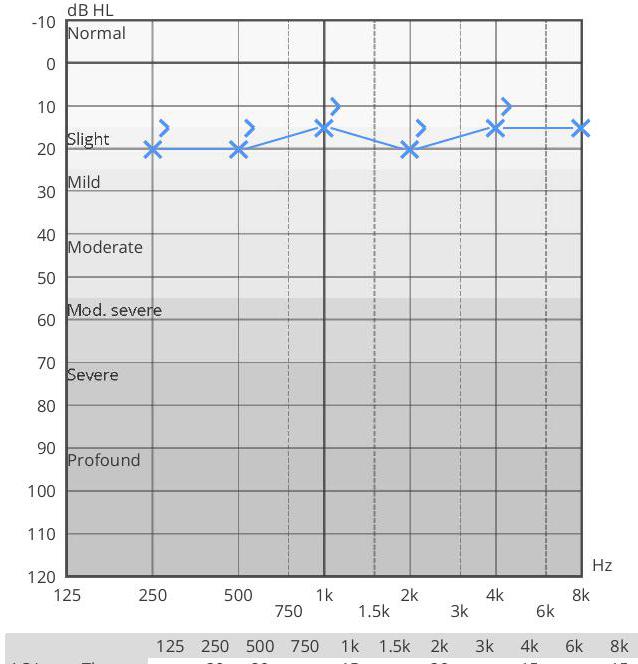 dB HL
-10
Normal
0
10
Slight
20
Mild
30
40
Moderate
50
Mod. severe
60
70
Severe
80
90
Profound
100
110
120
Hz
125 250 500 1k 2k 4k 8k
750 1.5k 3k 6k
125 250 500 750 1k 1.5k 2k 3k 4k 6k 8k